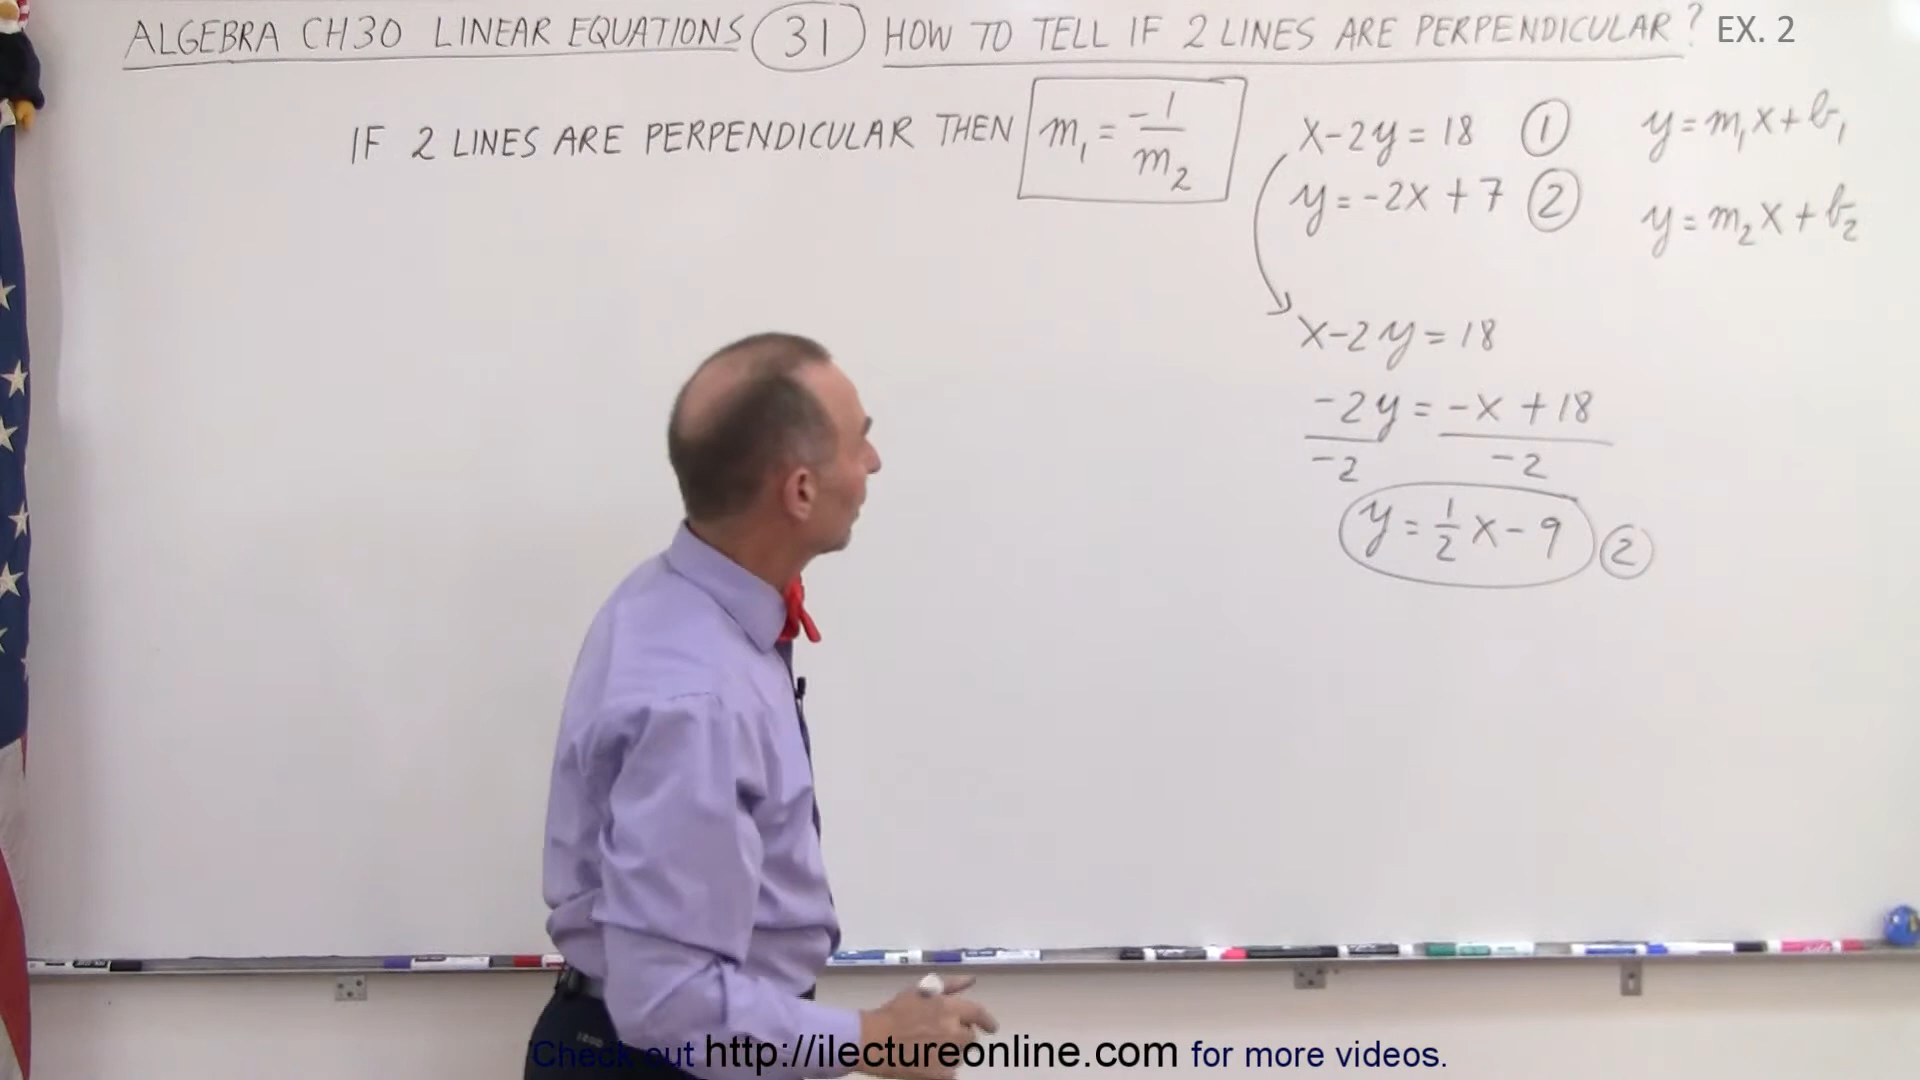 ALGEBRA CH30 LINEAR EQUATIONS 31 HOW TO TELL IF 2 LINES ARE PERPENDICULAR? EX. 2
IF 2 LINES ARE PERPENDICULAR THEN m₁ = -1/m₂
x-2y = 18 ①
y = -2x + 7 ②
y = m₁x + b₁
y = m₂x + b₂
x-2y = 18
-2y = -x + 18
-2 -2
y = 1/2 x - 9 ②
Check out http://ilectureonline.com for more videos.